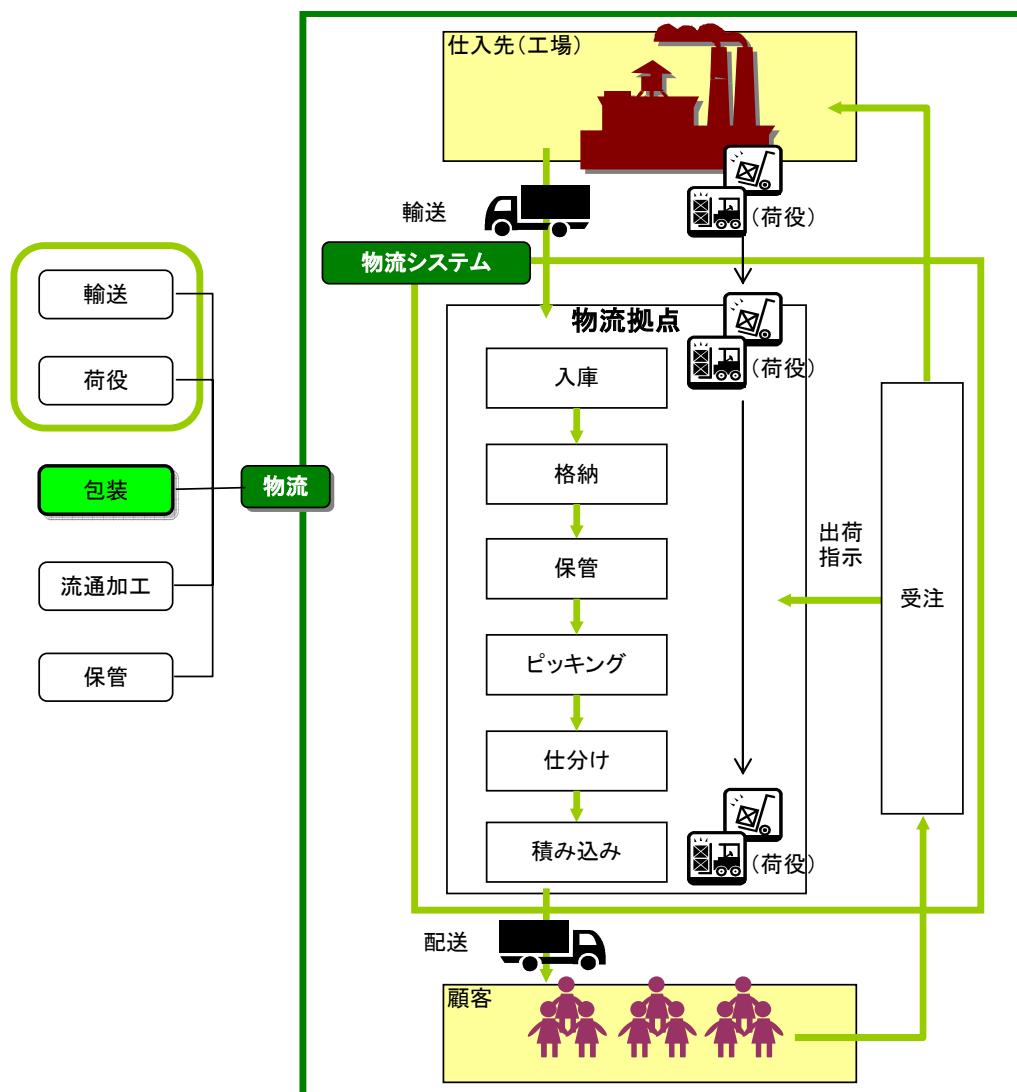 仕入先（工場）
輸送
（荷役）
物流システム
輸送
荷役
包装
流通加工
保管
物流
物流拠点
（荷役）
入庫
格納
保管
ピッキング
仕分け
積み込み
（荷役）
出荷
指示
受注
配送
顧客